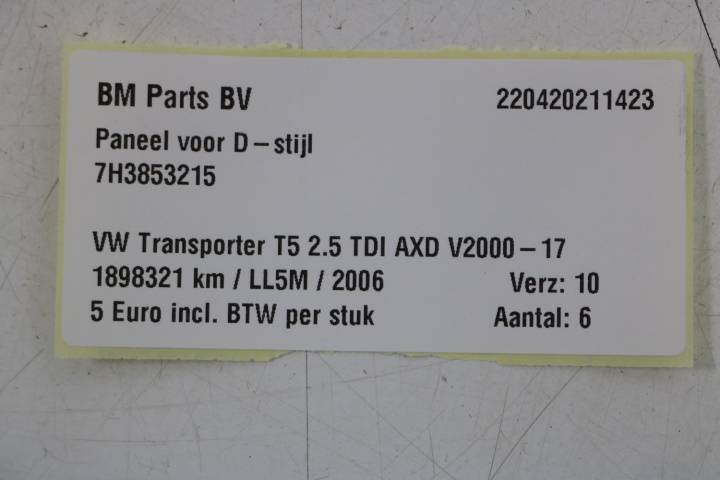 BM Parts BV 220420211423
Paneel voor D-stijl
7H3853215
VW Transporter T5 2.5 TDI AXD V2000-17
1898321 km / LL5M / 2006 Verz: 10
5 Euro incl. BTW per stuk Aantal: 6